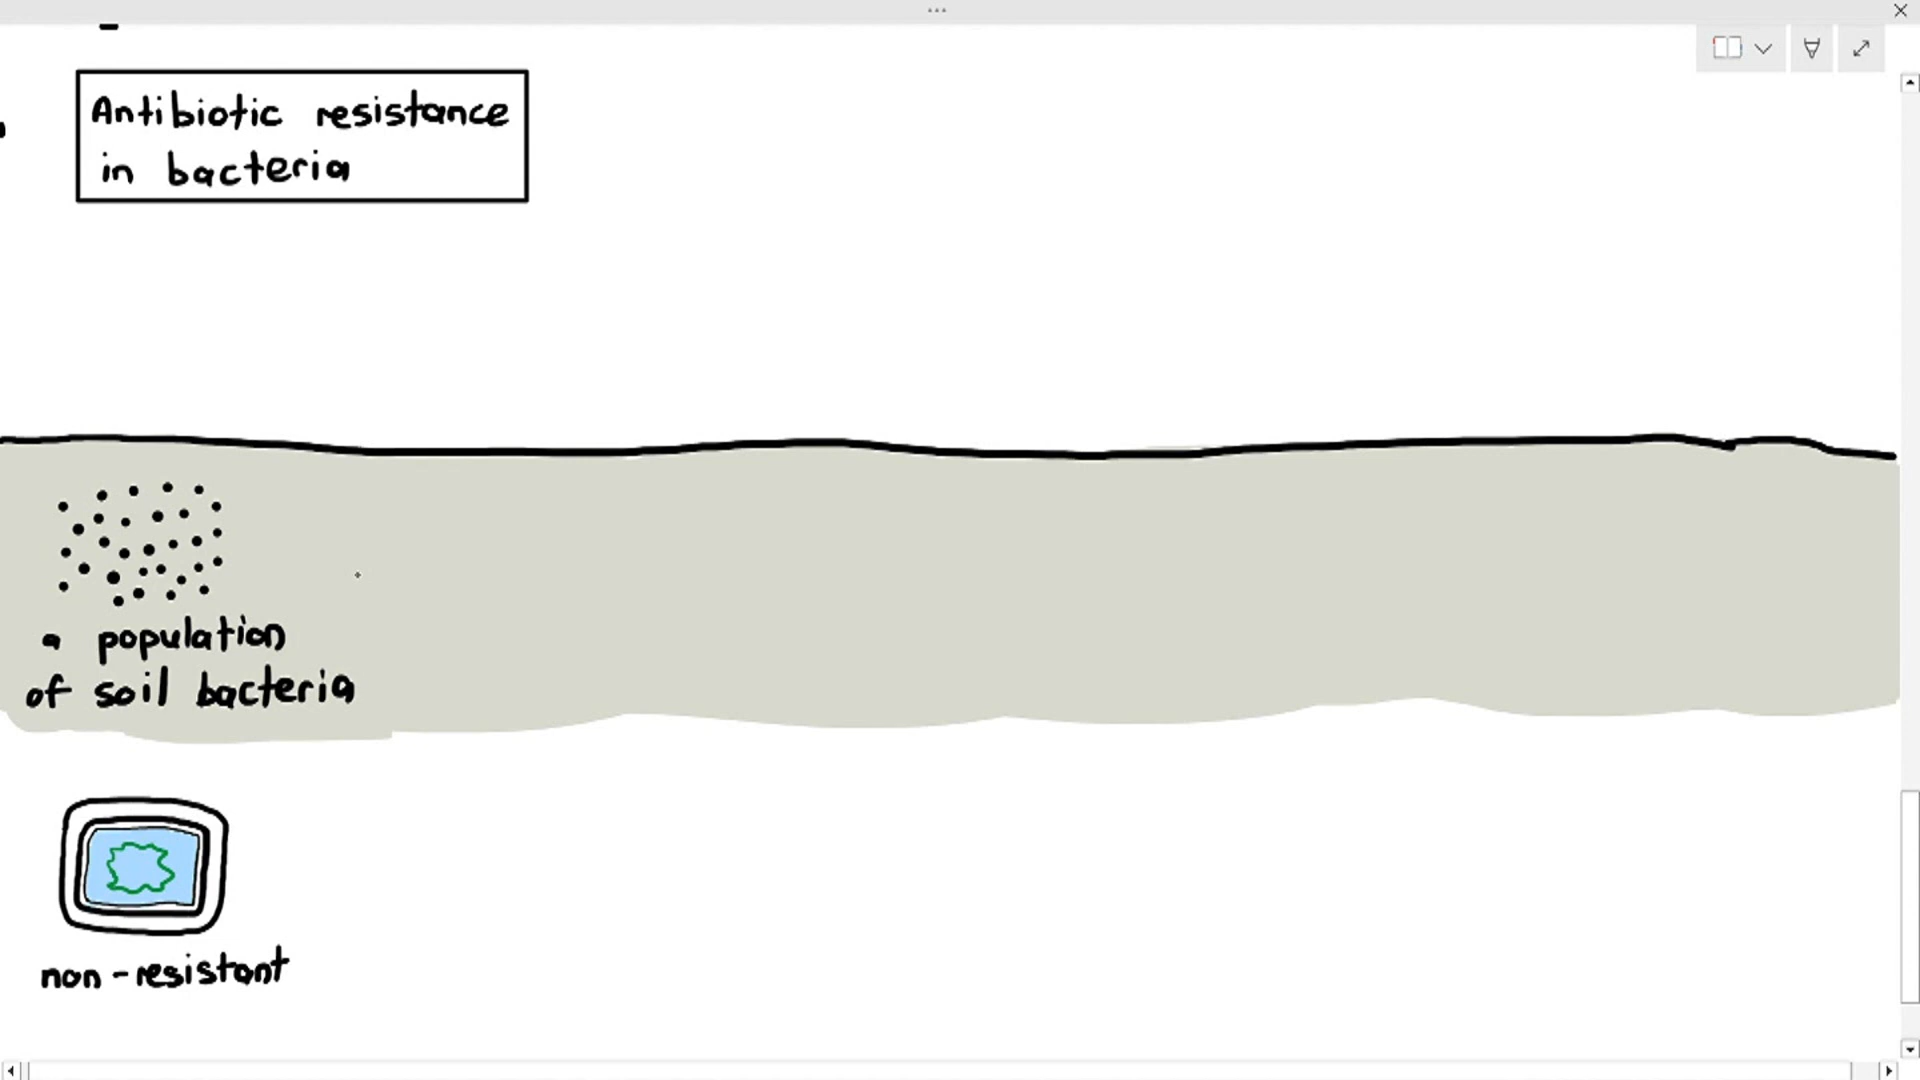 Antibiotic resistance
in bacteria
a population
of soil bacteria
non-resistant